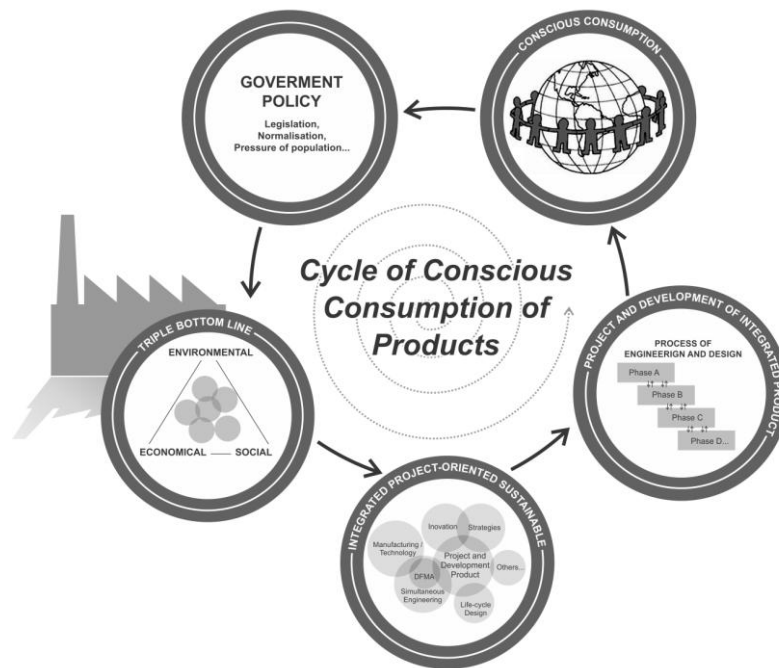 GOVERMENT
POLICY
Legislation,
Normalisation,
Pressure of population...
CONSCIOUS CONSUMPTION
Cycle of Conscious
Consumption of
Products
TRIPLE BOTTOM LINE
ENVIRONMENTAL
ECONOMICAL
SOCIAL
PROJECT AND DEVELOPMENT OF INTEGRATED PRODUCT
PROCESS OF
ENGINEERIGN AND DESIGN
Phase A
Phase B
Phase C
Phase D...
INTEGRATED PROJECT-ORIENTED SUSTAINABLE
Inovation
Strategies
Manufacturing /
Technology
Project and
Development
Product
Others...
DFMA
Simultaneous
Engineering
Life-cycle
Design